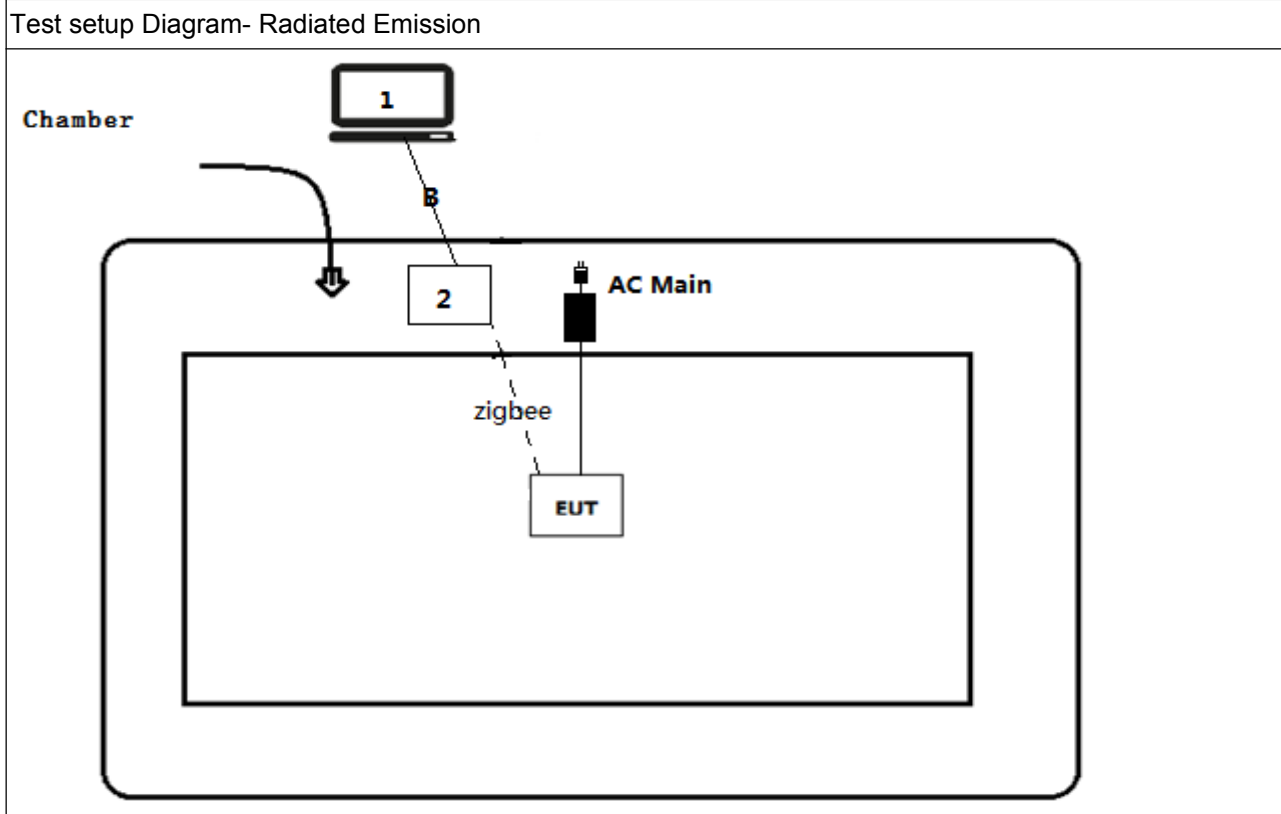 Test setup Diagram- Radiated Emission
1
Chamber
B
2
AC Main
zigbee
EUT